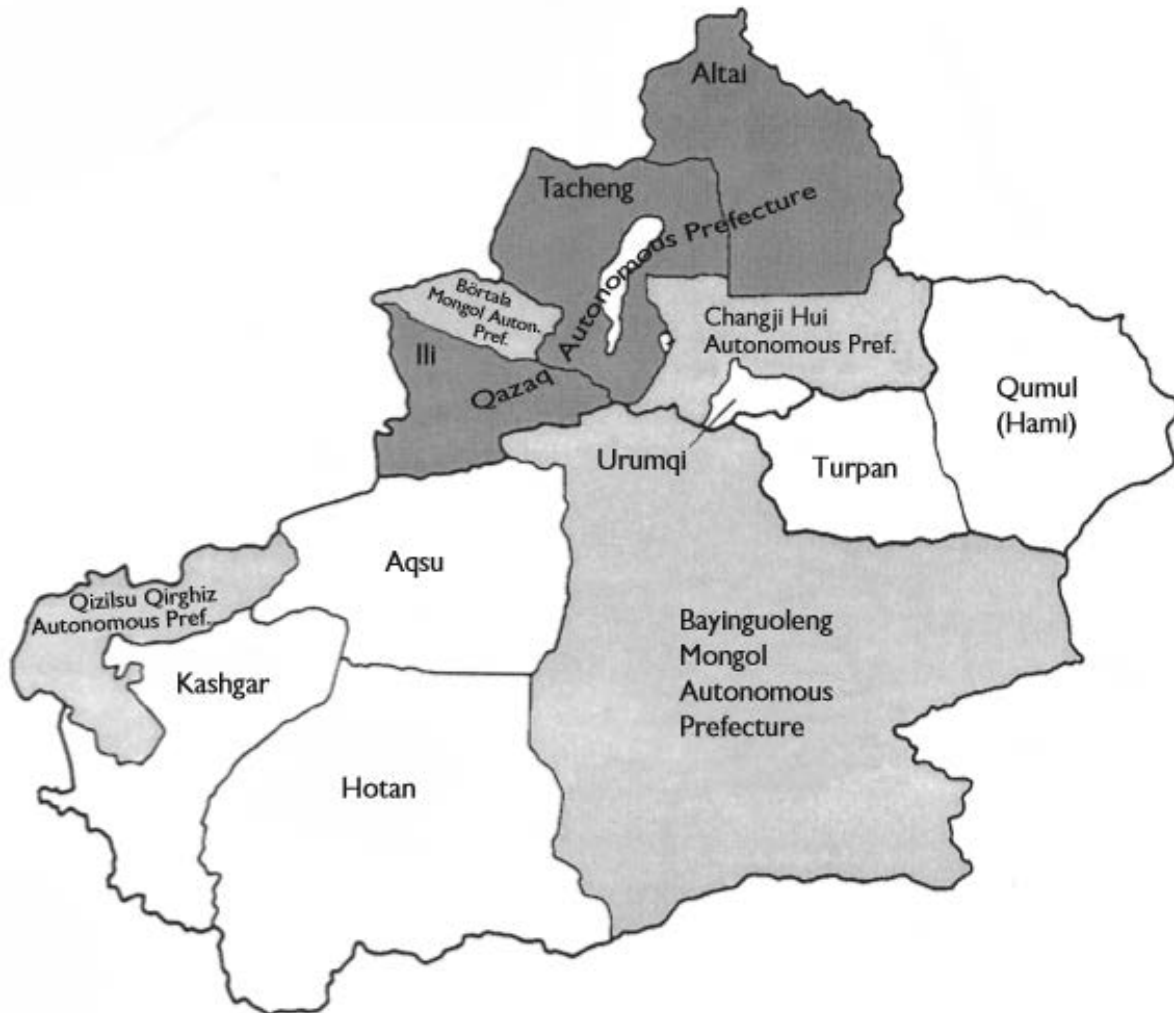 Altai
Tacheng
Ili Qazaq Autonomous Prefecture
Börtala
Mongol Auton.
Pref.
Changji Hui
Autonomous Pref.
Qumul
(Hami)
Urumqi
Turpan
Aqsu
Qizilsu Qirghiz
Autonomous Pref.
Kashgar
Bayinguoleng
Mongol
Autonomous
Prefecture
Hotan